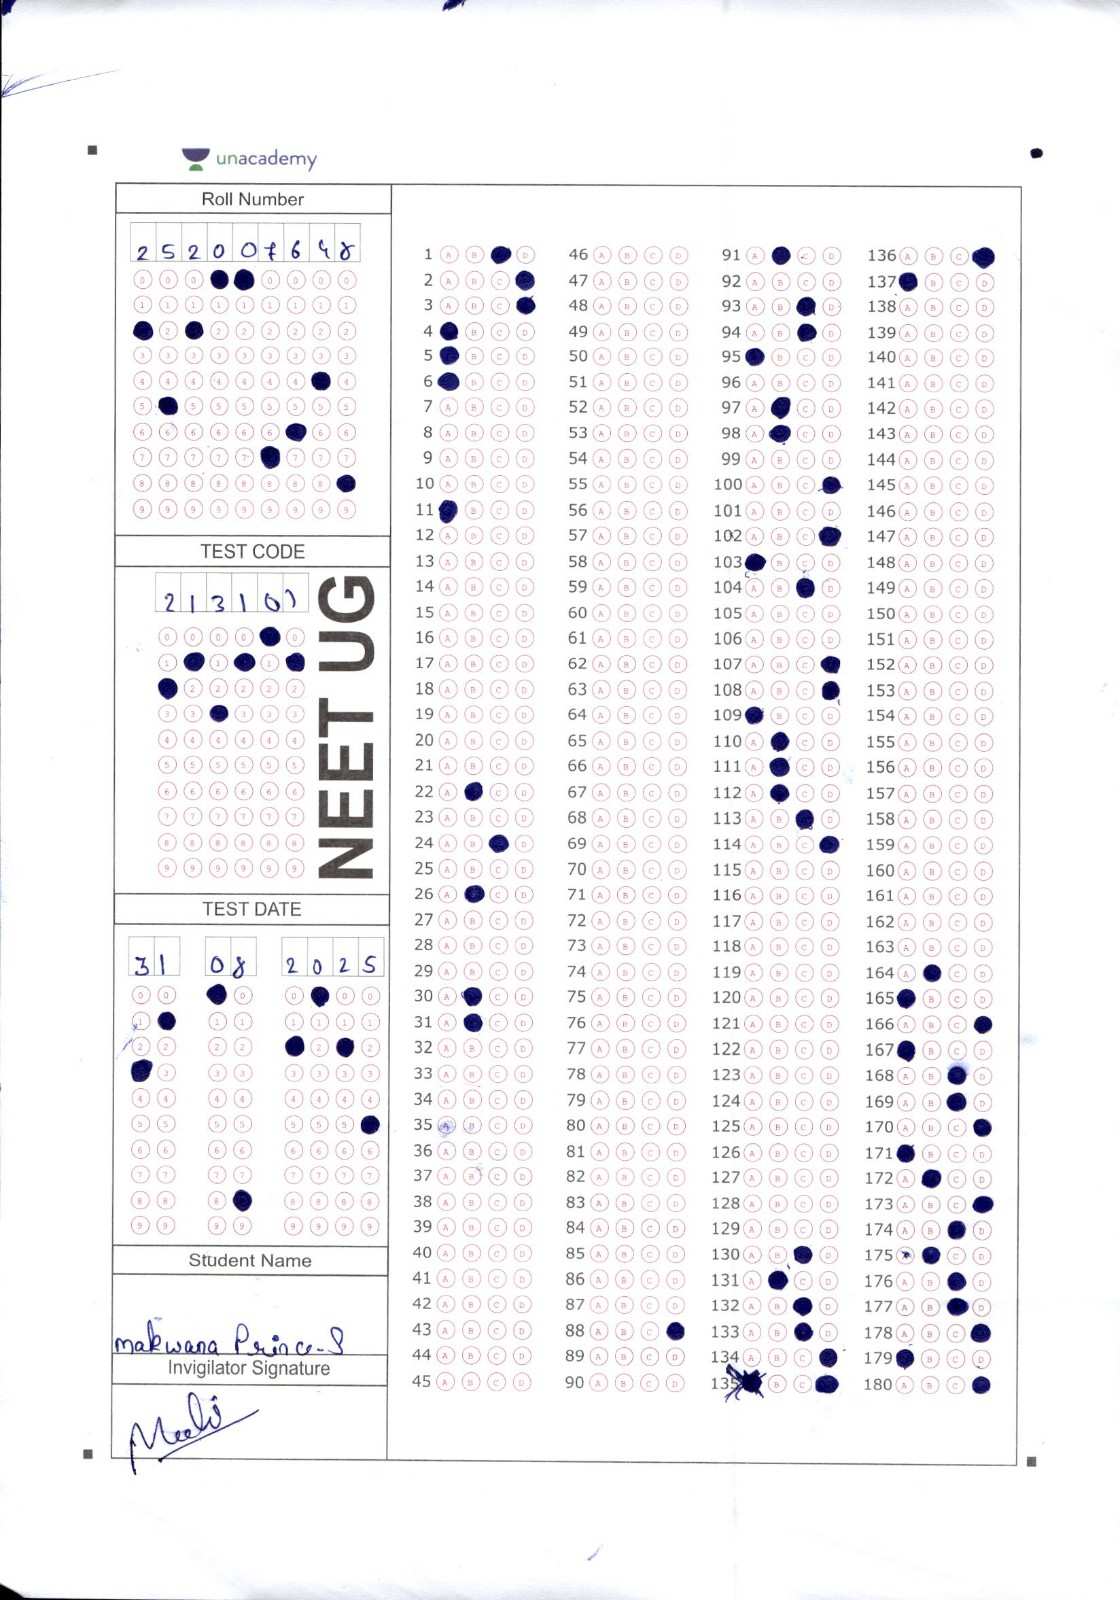 unacademy
Roll Number
2 5 2 0 0 7 6 4 8
TEST CODE
2 1 3 1 0 1
NEET UG
TEST DATE
3 1 0 8 2 0 2 5
Student Name
makwana Prince-S
Invigilator Signature
1 A B D
2 A B C
3 A B C
4 B C D
5 B C D
6 B C D
7 A B C D
8 A B C D
9 A B C D
10 A B C D
11 B C D
12 A B C D
13 A B C D
14 A B C D
15 A B C D
16 A B C D
17 A B C D
18 A B C D
19 A B C D
20 A B C D
21 A B C D
22 A C D
23 A B C D
24 A B D
25 A B C D
26 A C D
27 A B C D
28 A B C D
29 A B C D
30 A C D
31 A C D
32 A B C D
33 A B C D
34 A B C D
35 A B C D
36 A B C D
37 A B C D
38 A B C D
39 A B C D
40 A B C D
41 A B C D
42 A B C D
43 A B C D
44 A B C D
45 A B C D
46 A B C D
47 A B C D
48 A B C D
49 A B C D
50 A B C D
51 A B C D
52 A B C D
53 A B C D
54 A B C D
55 A B C D
56 A B C D
57 A B C D
58 A B C D
59 A B C D
60 A B C D
61 A B C D
62 A B C D
63 A B C D
64 A B C D
65 A B C D
66 A B C D
67 A B C D
68 A B C D
69 A B C D
70 A B C D
71 A B C D
72 A B C D
73 A B C D
74 A B C D
75 A B C D
76 A B C D
77 A B C D
78 A B C D
79 A B C D
80 A B C D
81 A B C D
82 A B C D
83 A B C D
84 A B C D
85 A B C D
86 A B C D
87 A B C D
88 A B C
89 A B C D
90 A B C D
91 A C D
92 A B C D
93 A B D
94 A B D
95 B C D
96 A B C D
97 A C D
98 A C D
99 A B C D
100 A B C
101 A B C D
102 A B C
103 B C D
104 A B D
105 A B C D
106 A B C D
107 A B C
108 A B C
109 B C D
110 A C D
111 A C D
112 A C D
113 A B D
114 A B C
115 A B C D
116 A B C D
117 A B C D
118 A B C D
119 A B C D
120 A B C D
121 A B C D
122 A B C D
123 A B C D
124 A B C D
125 A B C D
126 A B C D
127 A B C D
128 A B C D
129 A B C D
130 A B D
131 A C D
132 A B D
133 A B D
134 A B C
135 B C
136 A B C
137 B C D
138 A B C D
139 A B C D
140 A B C D
141 A B C D
142 A B C D
143 A B C D
144 A B C D
145 A B C D
146 A B C D
147 A B C D
148 A B C D
149 A B C D
150 A B C D
151 A B C D
152 A B C D
153 A B C D
154 A B C D
155 A B C D
156 A B C D
157 A B C D
158 A B C D
159 A B C D
160 A B C D
161 A B C D
162 A B C D
163 A B C D
164 A C D
165 B C D
166 A B C
167 B C D
168 A B D
169 A B D
170 A B C
171 B C D
172 A C D
173 A B C
174 A B D
175 C D
176 A B D
177 A B D
178 A B C
179 B C D
180 A B C